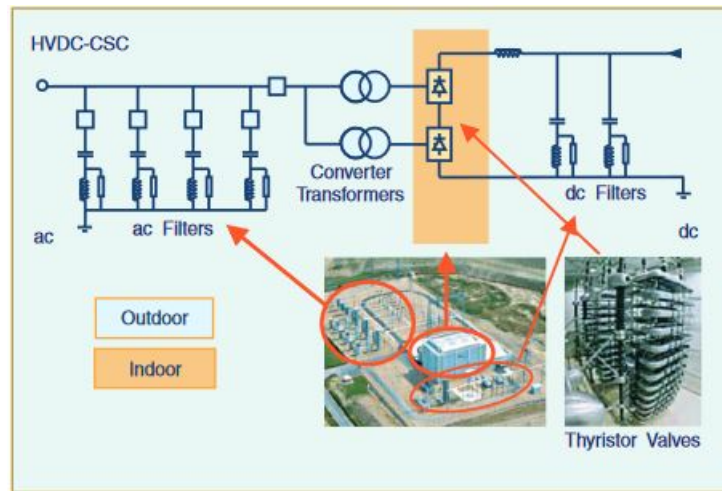 HVDC-CSC
Converter
Transformers
ac
ac Filters
dc Filters
dc
Outdoor
Indoor
Thyristor Valves